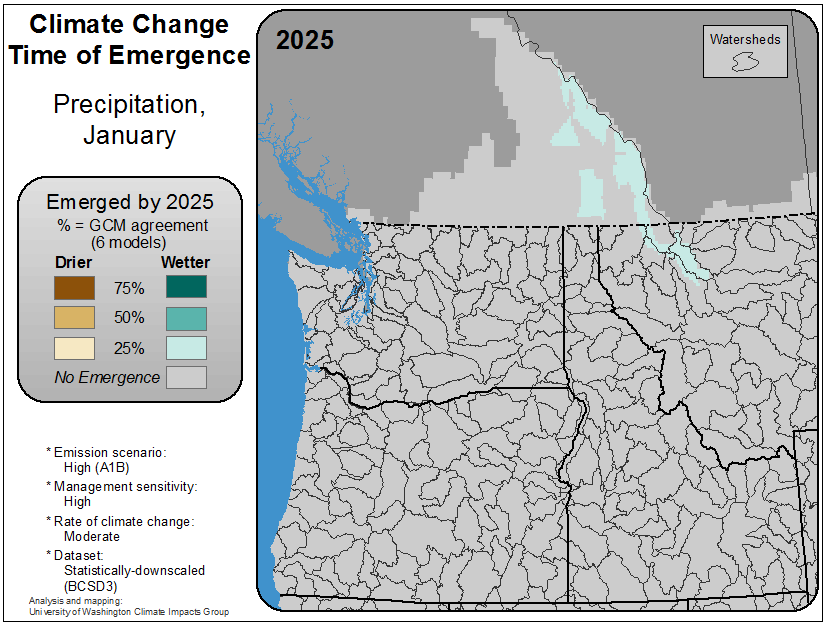 Climate Change
Time of Emergence
Precipitation,
January
Emerged by 2025
% = GCM agreement
(6 models)
Drier Wetter
75%
50%
25%
No Emergence
* Emission scenario:
High (A1B)
* Management sensitivity:
High
* Rate of climate change:
Moderate
* Dataset:
Statistically-downscaled
(BCSD3)
Analysis and mapping:
University of Washington Climate Impacts Group
2025
Watersheds